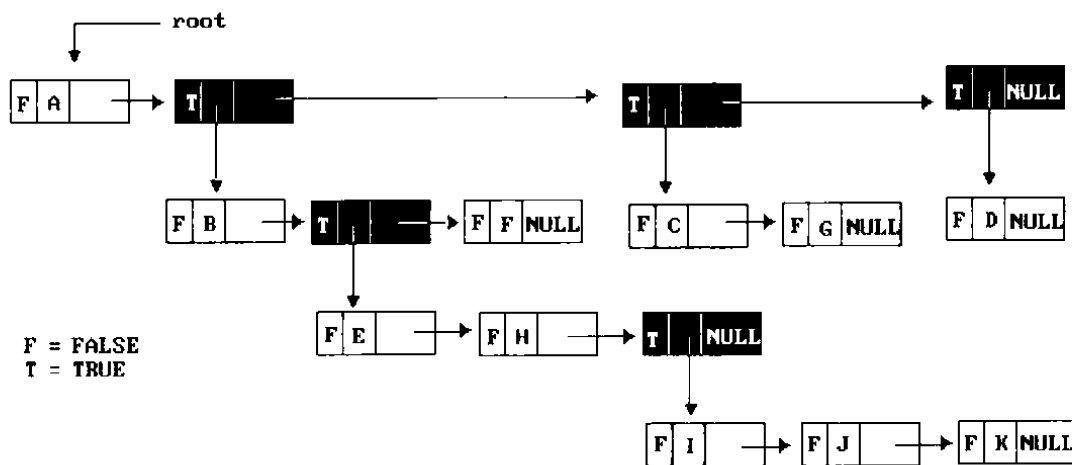 root
F A
T
T
T NULL
F B
T
F F NULL
F C
F G NULL
F D NULL
F E
F H
T NULL
F = FALSE
T = TRUE
F I
F J
F K NULL